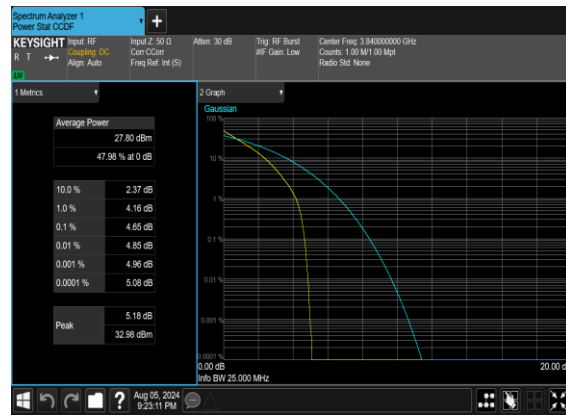 Spectrum Analyzer 1
Power Stat CCDF
+
KEYSIGHT Input: RF
R T
Coupling: DC
Align: Auto
LXI
Input Z: 50 Ω
Corr CCorr
Freq Ref: Int (S)
Atten: 30 dB
Trig: RF Burst
#IF Gain: Low
Center Freq: 3.840000000 GHz
Counts: 1.00 M/1.00 Mpt
Radio Std: None
1 Metrics
Average Power
27.80 dBm
47.98 % at 0 dB
10.0 % 2.37 dB
1.0 % 4.16 dB
0.1 % 4.65 dB
0.01 % 4.85 dB
0.001 % 4.96 dB
0.0001 % 5.08 dB
Peak
5.18 dB
32.98 dBm
2 Graph
Gaussian
100 %
10 %
1 %
0.1 %
0.01 %
0.001 %
0.0001 %
0.00 dB
20.00 d
Info BW 25.000 MHz
?
Aug 05, 2024
9:23:11 PM